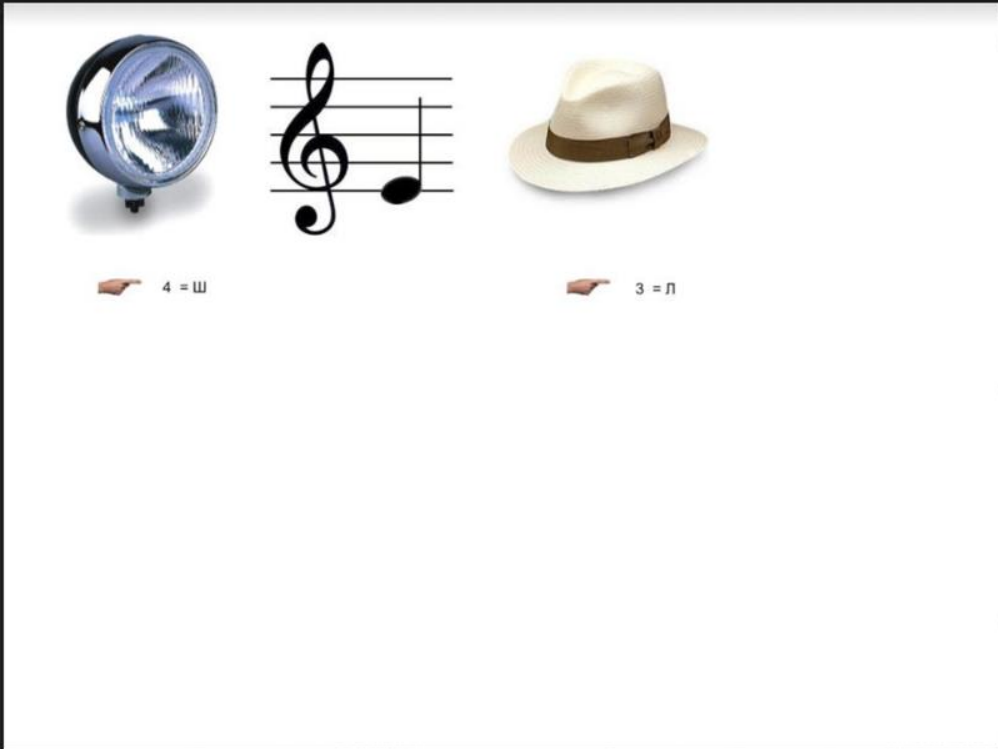 4 = Ш
3 = Л